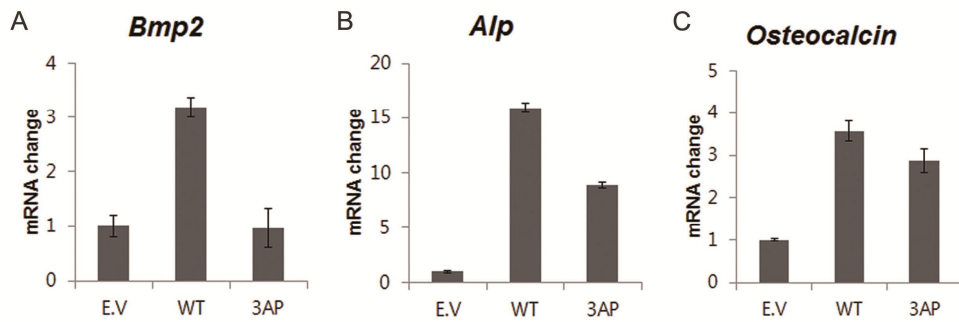 A
Bmp2
mRNA change
4
3
2
1
0
E.V WT 3AP
B
Alp
mRNA change
20
15
10
5
0
E.V WT 3AP
C
Osteocalcin
mRNA change
5
4
3
2
1
0
E.V WT 3AP